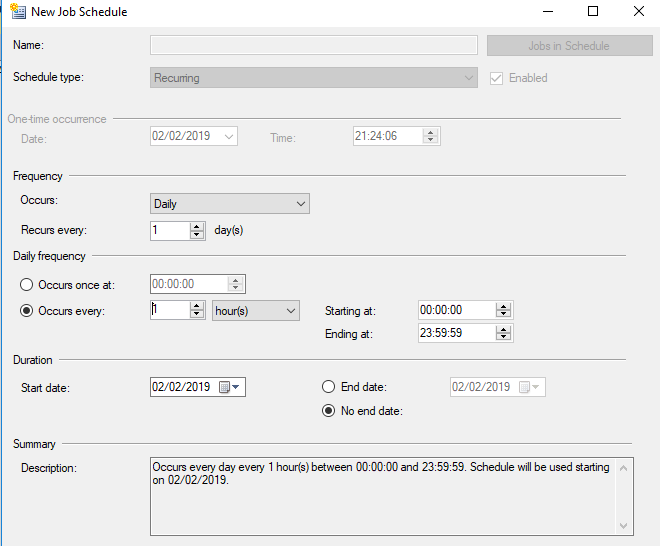 New Job Schedule
Name:
Jobs in Schedule
Schedule type: Recurring Enabled
One-time occurrence
Date: 02/02/2019 Time: 21:24:06
Frequency
Occurs: Daily
Recurs every: 1 day(s)
Daily frequency
Occurs once at: 00:00:00
Occurs every: 1 hour(s) Starting at: 00:00:00
Ending at: 23:59:59
Duration
Start date: 02/02/2019 End date: 02/02/2019
No end date:
Summary
Description: Occurs every day every 1 hour(s) between 00:00:00 and 23:59:59. Schedule will be used starting
on 02/02/2019.